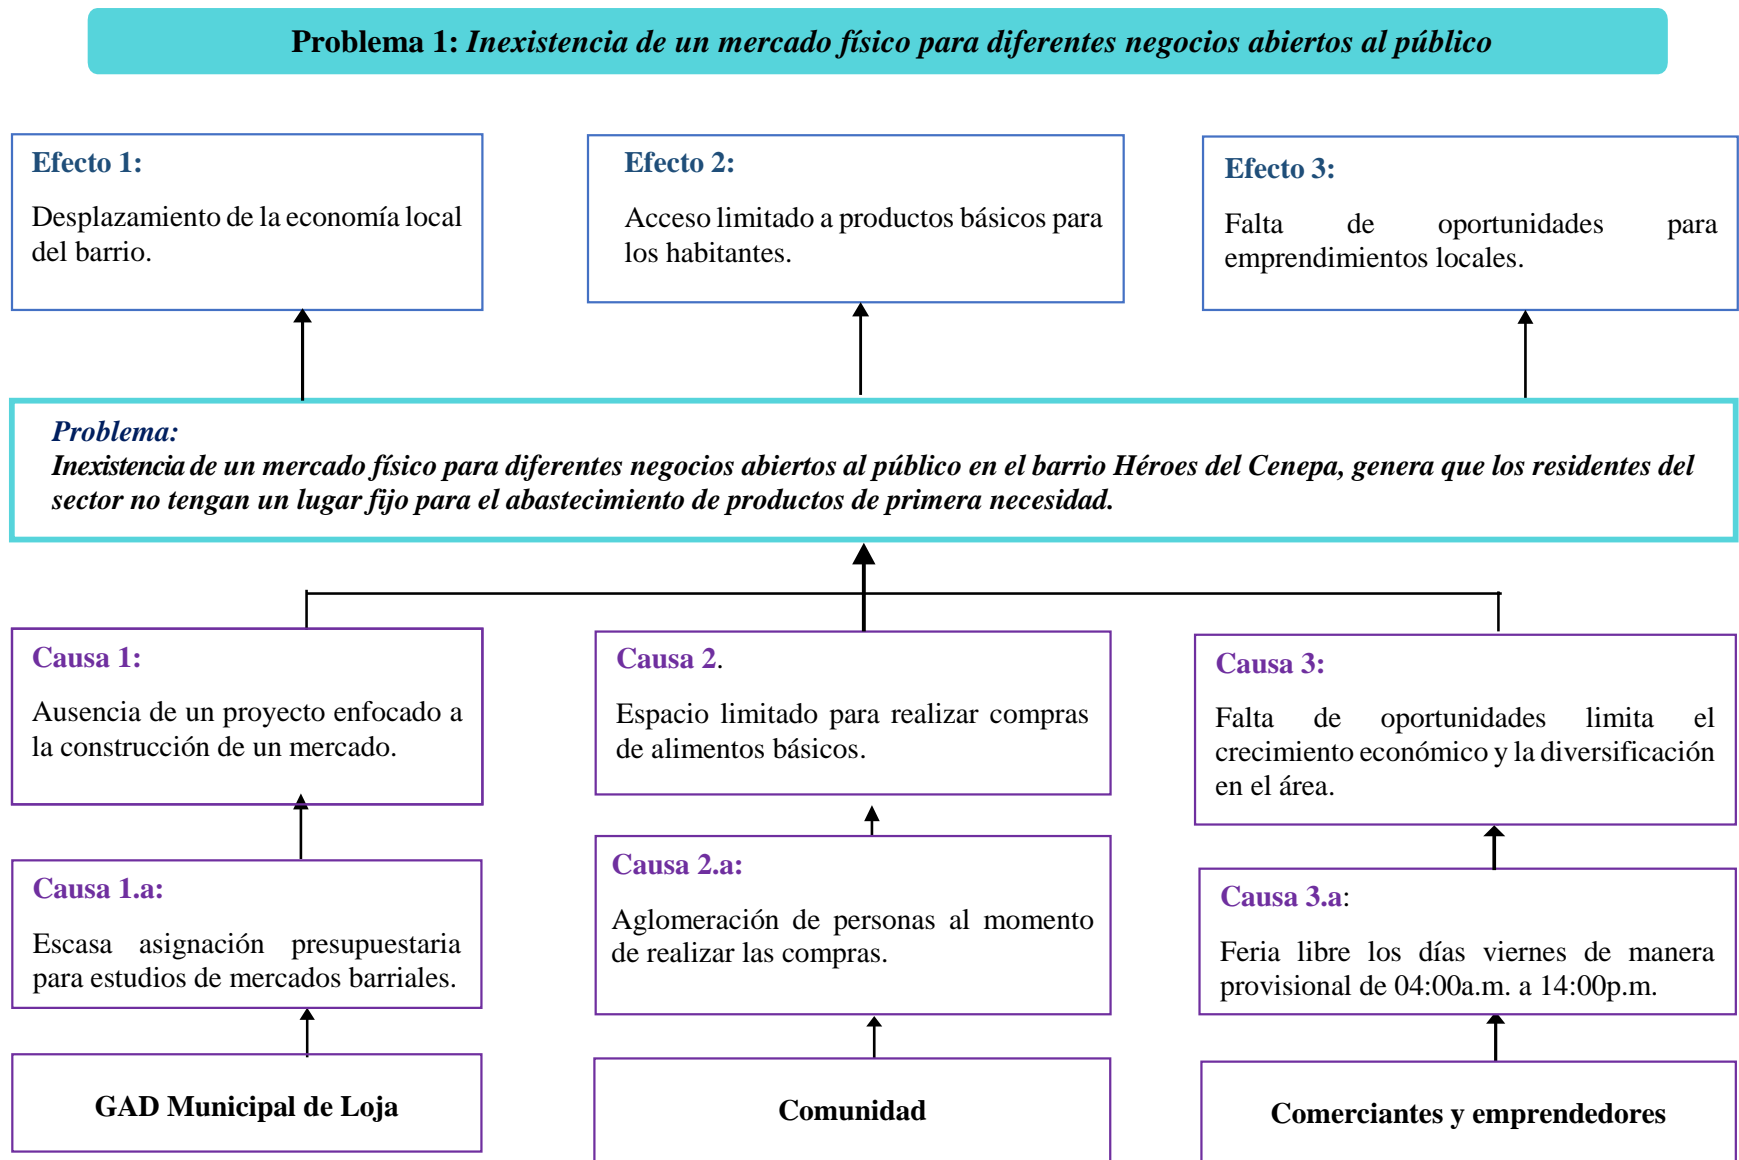 Problema 1: Inexistencia de un mercado físico para diferentes negocios abiertos al público
Efecto 1:
Desplazamiento de la economía local
del barrio.
Efecto 2:
Acceso limitado a productos básicos para
los habitantes.
Efecto 3:
Falta de oportunidades para
emprendimientos locales.
Problema:
Inexistencia de un mercado físico para diferentes negocios abiertos al público en el barrio Héroes del Cenepa, genera que los residentes del
sector no tengan un lugar fijo para el abastecimiento de productos de primera necesidad.
Causa 1:
Ausencia de un proyecto enfocado a
la construcción de un mercado.
Causa 2.
Espacio limitado para realizar compras
de alimentos básicos.
Causa 3:
Falta de oportunidades limita el
crecimiento económico y la diversificación
en el área.
Causa 1.a:
Escasa asignación presupuestaria
para estudios de mercados barriales.
Causa 2.a:
Aglomeración de personas al momento
de realizar las compras.
Causa 3.a:
Feria libre los días viernes de manera
provisional de 04:00a.m. a 14:00p.m.
GAD Municipal de Loja
Comunidad
Comerciantes y emprendedores